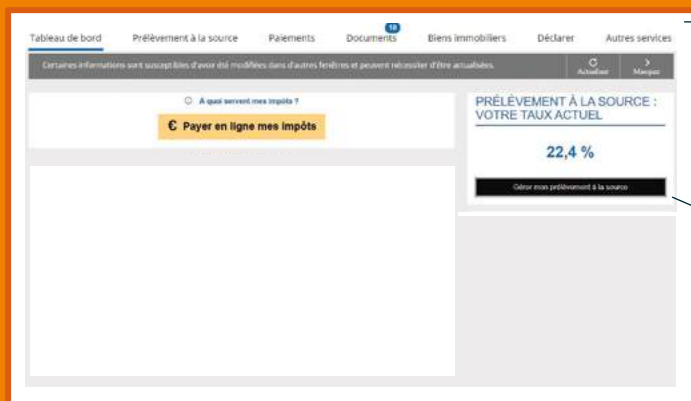 Tableau de bord Prélèvement à la source Paiements Documents 10 Biens immobiliers Déclarer Autres services
Certaines informations sont susceptibles d'avoir été modifiées dans d'autres fenêtres et peuvent nécessiter d'être actualisées. Actualiser Masquer
À quoi servent mes impôts ?
€ Payer en ligne mes impôts
PRÉLÈVEMENT À LA SOURCE :
VOTRE TAUX ACTUEL
22,4 %
Gérer mon prélèvement à la source